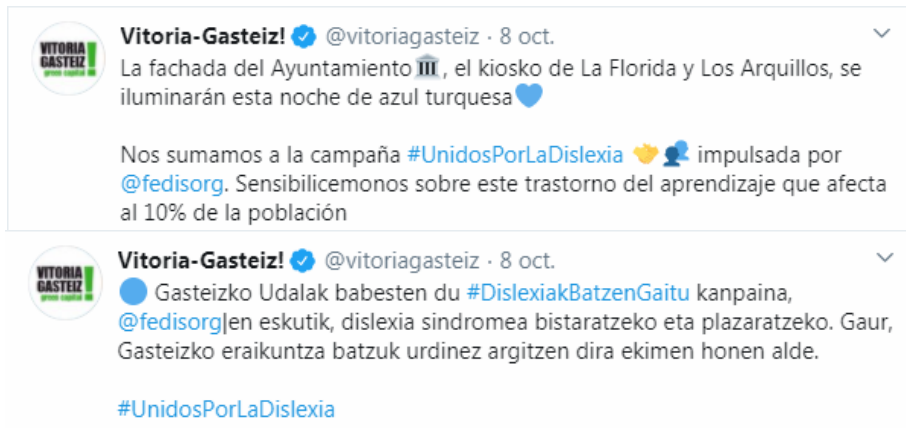 VITORIA
GASTEIZ
green capital
Vitoria-Gasteiz! @vitoriagasteiz · 8 oct.
La fachada del Ayuntamiento🏛, el kiosko de La Florida y Los Arquillos, se
iluminarán esta noche de azul turquesa💙
Nos sumamos a la campaña #UnidosPorLaDislexia 🤝👥 impulsada por
@fedisorg. Sensibilicemonos sobre este trastorno del aprendizaje que afecta
al 10% de la población
VITORIA
GASTEIZ
green capital
Vitoria-Gasteiz! @vitoriagasteiz · 8 oct.
🔵 Gasteizko Udalak babesten du #DislexiakBatzenGaitu kanpaina,
@fedisorg|en eskutik, dislexia sindromea bistaratzeko eta plazaratzeko. Gaur,
Gasteizko eraikuntza batzuk urdinez argitzen dira ekimen honen alde.
#UnidosPorLaDislexia